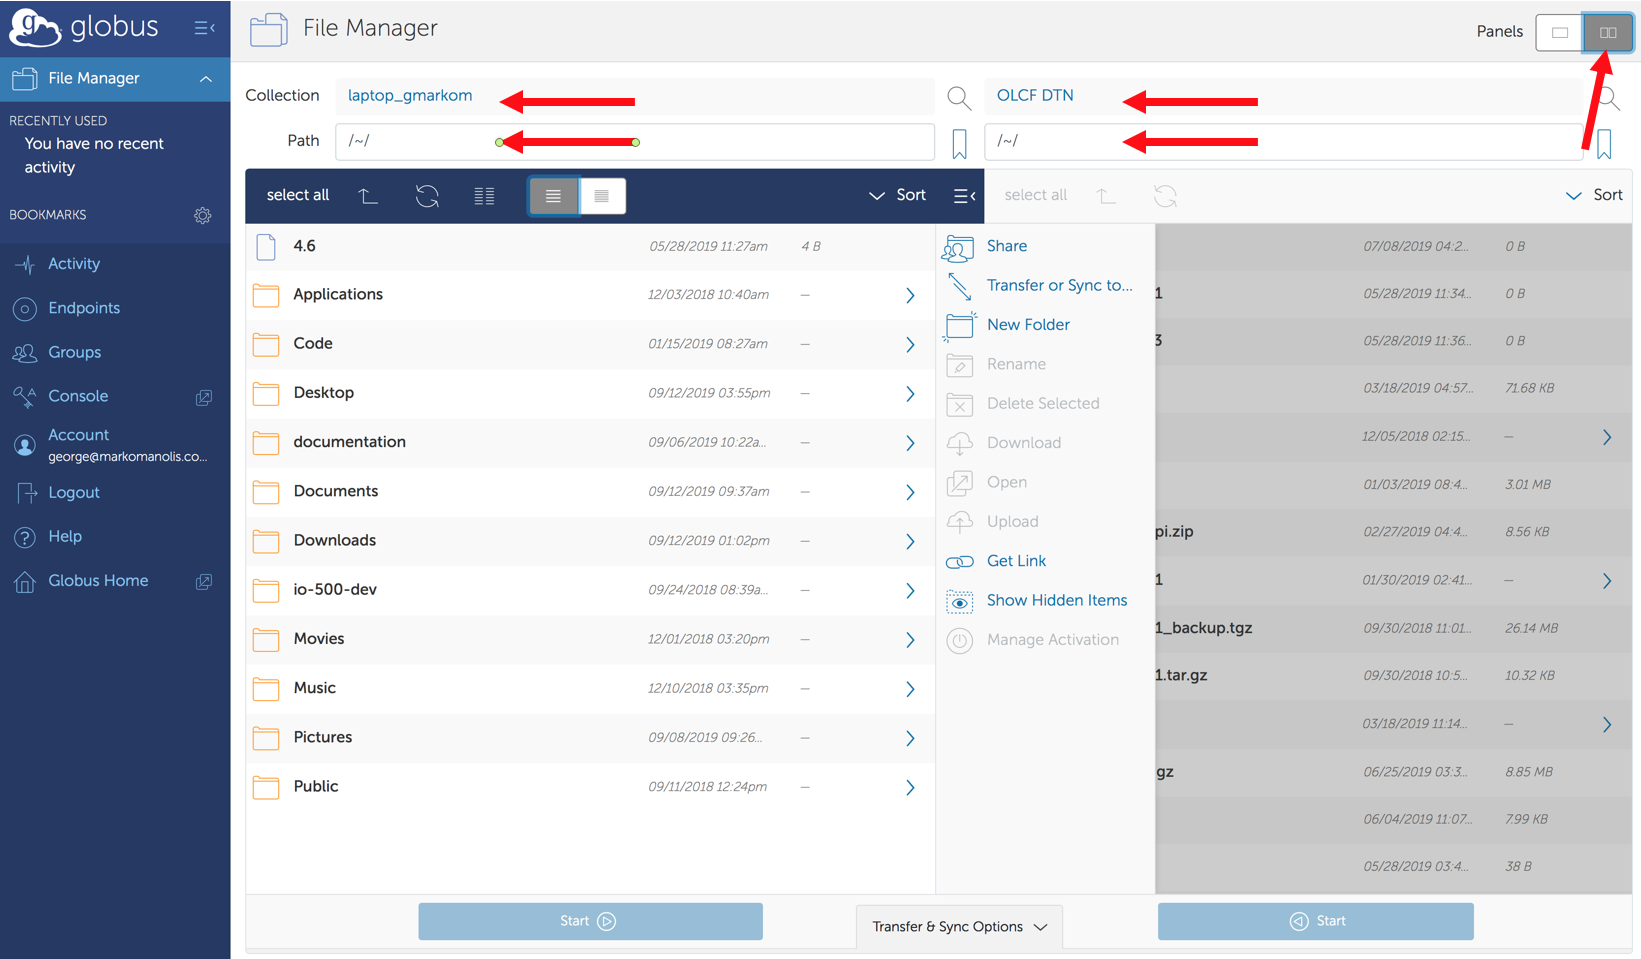 globus
File Manager
Panels
File Manager
RECENTLY USED
You have no recent
activity
BOOKMARKS
Activity
Endpoints
Groups
Console
Account
george@markomanolis.co...
Logout
Help
Globus Home
Collection laptop_gmarkom OLCF DTN
Path /~/ /~/
select all Sort select all Sort
4.6 05/28/2019 11:27am 4 B
Applications 12/03/2018 10:40am —
Code 01/15/2019 08:27am —
Desktop 09/12/2019 03:55pm —
documentation 09/06/2019 10:22a... —
Documents 09/12/2019 09:37am —
Downloads 09/12/2019 01:02pm —
io-500-dev 09/24/2018 08:39a... —
Movies 12/01/2018 03:20pm —
Music 12/10/2018 03:35pm —
Pictures 09/08/2019 09:26... —
Public 09/11/2018 12:24pm —
Share
Transfer or Sync to...
New Folder
Rename
Delete Selected
Download
Open
Upload
Get Link
Show Hidden Items
Manage Activation
07/08/2019 04:2... 0 B
1 05/28/2019 11:34... 0 B
3 05/28/2019 11:36... 0 B
03/18/2019 04:57... 71.68 KB
12/05/2018 02:15... —
01/03/2019 08:4... 3.01 MB
pi.zip 02/27/2019 04:4... 8.56 KB
1 01/30/2019 02:41... —
1_backup.tgz 09/30/2018 11:01... 26.14 MB
1.tar.gz 09/30/2018 10:5... 10.32 KB
03/18/2019 11:14... —
gz 06/25/2019 03:3... 8.85 MB
06/04/2019 11:07... 7.99 KB
05/28/2019 03:4... 38 B
Start Transfer & Sync Options Start